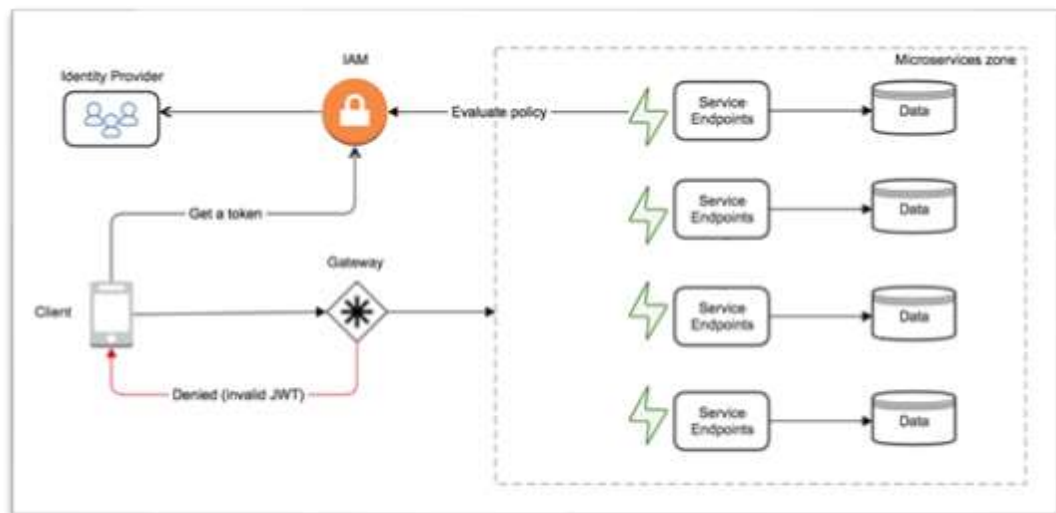 IAM
Microservices zone
Identity Provider
Evaluate policy
Service
Endpoints
Data
Get a token
Service
Endpoints
Data
Gateway
Client
Service
Endpoints
Data
Denied (invalid JWT)
Service
Endpoints
Data